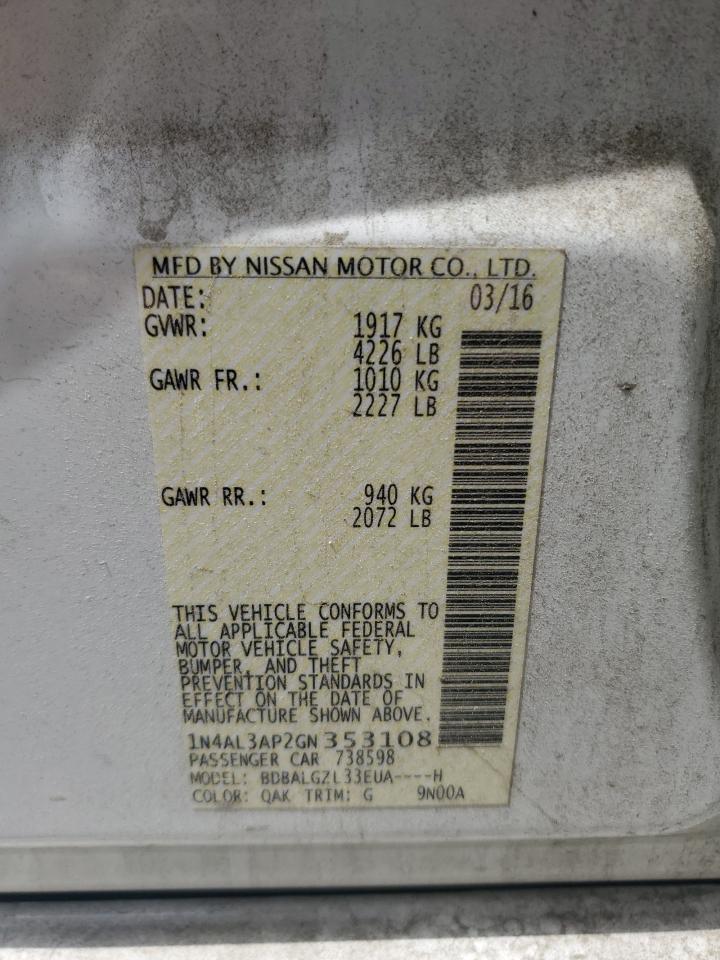 MFD BY NISSAN MOTOR CO., LTD.
DATE: 03/16
GVWR: 1917 KG
4226 LB
GAWR FR.: 1010 KG
2227 LB
GAWR RR.: 940 KG
2072 LB
THIS VEHICLE CONFORMS TO
ALL APPLICABLE FEDERAL
MOTOR VEHICLE SAFETY,
BUMPER, AND THEFT
PREVENTION STANDARDS IN
EFFECT ON THE DATE OF
MANUFACTURE SHOWN ABOVE.
1N4AL3AP2GN353108
PASSENGER CAR 738598
MODEL: BDBALGZL33EUA----H
COLOR: QAK TRIM: G 9N00A